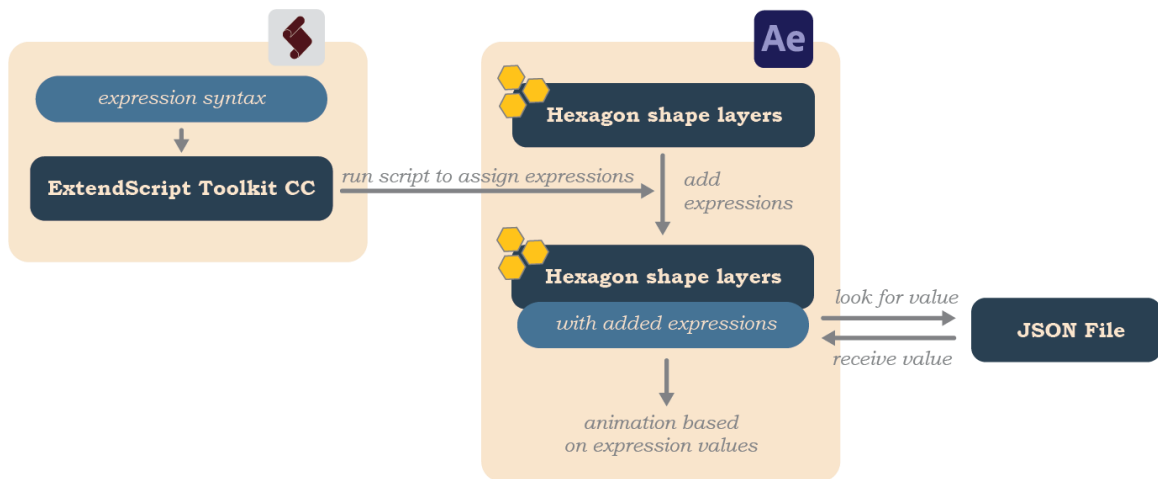 Ae
expression syntax
Hexagon shape layers
ExtendScript Toolkit CC
run script to assign expressions
add
expressions
Hexagon shape layers
with added expressions
look for value
JSON File
receive value
animation based
on expression values